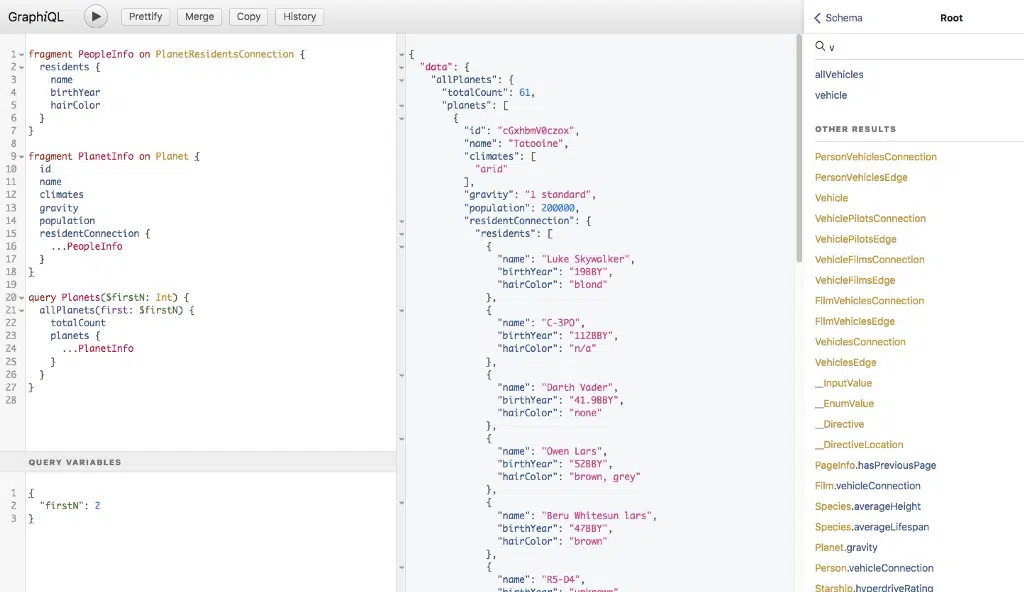 GraphiQL
Prettify
Merge
Copy
History
1 fragment PeopleInfo on PlanetResidentsConnection {
2 residents {
3 name
4 birthYear
5 hairColor
6 }
7 }
8
9 fragment PlanetInfo on Planet {
10 id
11 name
12 climates
13 gravity
14 population
15 residentConnection {
16 ...PeopleInfo
17 }
18 }
19
20 query Planets($firstN: Int) {
21 allPlanets(first: $firstN) {
22 totalCount
23 planets {
24 ...PlanetInfo
25 }
26 }
27 }
28
QUERY VARIABLES
1 {
2 "firstN": 2
3 }
{
"data": {
"allPlanets": {
"totalCount": 61,
"planets": [
{
"id": "cGxhbmV0czox",
"name": "Tatooine",
"climates": [
"arid"
],
"gravity": "1 standard",
"population": 200000,
"residentConnection": {
"residents": [
{
"name": "Luke Skywalker",
"birthYear": "19BBY",
"hairColor": "blond"
},
{
"name": "C-3PO",
"birthYear": "112BBY",
"hairColor": "n/a"
},
{
"name": "Darth Vader",
"birthYear": "41.9BBY",
"hairColor": "none"
},
{
"name": "Owen Lars",
"birthYear": "52BBY",
"hairColor": "brown, grey"
},
{
"name": "Beru Whitesun lars",
"birthYear": "47BBY",
"hairColor": "brown"
},
{
"name": "R5-D4",
"birthYear": "unknown",
Schema
Root
v
allVehicles
vehicle
OTHER RESULTS
PersonVehiclesConnection
PersonVehiclesEdge
Vehicle
VehiclePilotsConnection
VehiclePilotsEdge
VehicleFilmsConnection
VehicleFilmsEdge
FilmVehiclesConnection
FilmVehiclesEdge
VehiclesConnection
VehiclesEdge
__InputValue
__EnumValue
__Directive
__DirectiveLocation
PageInfo.hasPreviousPage
Film.vehicleConnection
Species.averageHeight
Species.averageLifespan
Planet.gravity
Person.vehicleConnection
Starship.hyperdriveRating